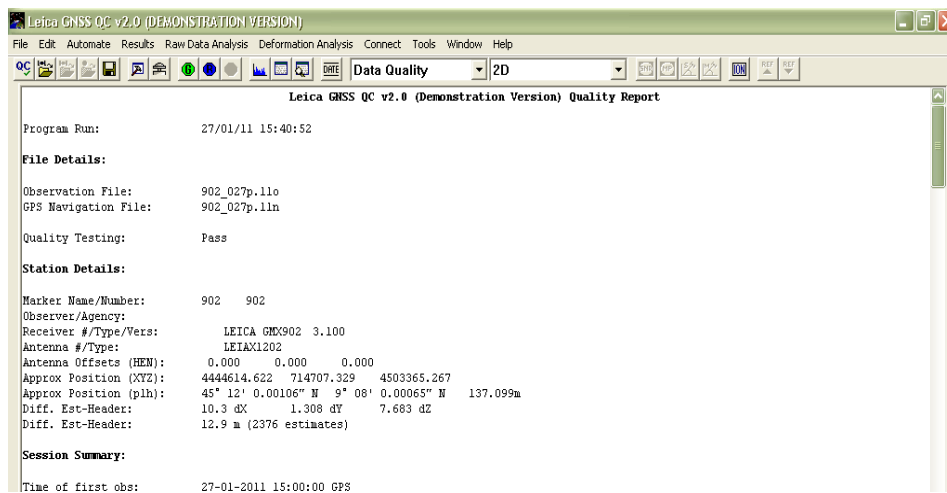 Leica GNSS QC v2.0 (DEMONSTRATION VERSION)
File Edit Automate Results Raw Data Analysis Deformation Analysis Connect Tools Window Help
QC DATE Data Quality 2D SNR MP ION REF REF
Leica GNSS QC v2.0 (Demonstration Version) Quality Report
Program Run: 27/01/11 15:40:52
File Details:
Observation File: 902_027p.11o
GPS Navigation File: 902_027p.11n
Quality Testing: Pass
Station Details:
Marker Name/Number: 902 902
Observer/Agency:
Receiver #/Type/Vers: LEICA GMX902 3.100
Antenna #/Type: LEIAX1202
Antenna Offsets (HEN): 0.000 0.000 0.000
Approx Position (XYZ): 4444614.622 714707.329 4503365.267
Approx Position (plh): 45° 12' 0.00106" N 9° 08' 0.00065" N 137.099m
Diff. Est-Header: 10.3 dX 1.308 dY 7.683 dZ
Diff. Est-Header: 12.9 m (2376 estimates)
Session Summary:
Time of first obs: 27-01-2011 15:00:00 GPS